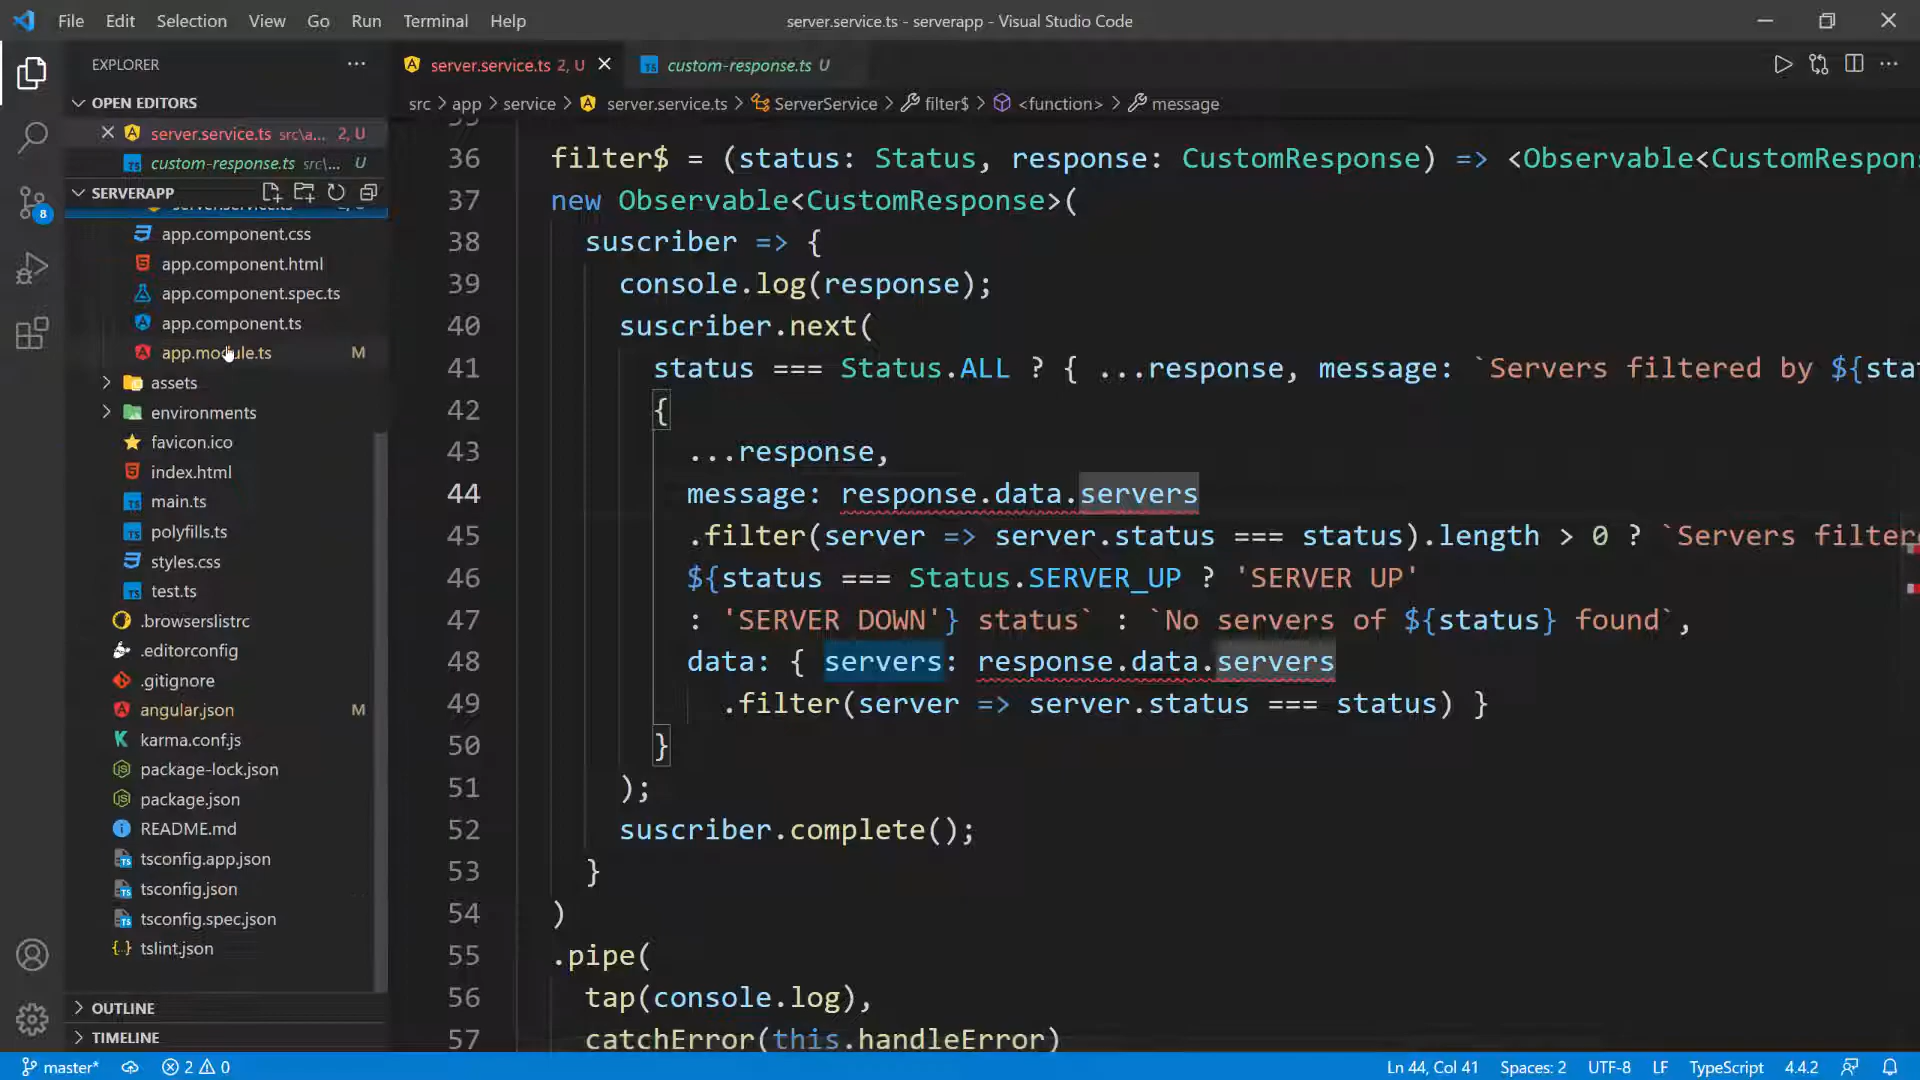 File Edit Selection View Go Run Terminal Help
server.service.ts - serverapp - Visual Studio Code
EXPLORER
OPEN EDITORS
server.service.ts src\a... 2, U
custom-response.ts src\... U
SERVERAPP
server.service.ts 2, U
app.component.css
app.component.html
app.component.spec.ts
app.component.ts
app.module.ts M
assets
environments
favicon.ico
index.html
main.ts
polyfills.ts
styles.css
test.ts
.browserslistrc
.editorconfig
.gitignore
angular.json M
karma.conf.js
package-lock.json
package.json
README.md
tsconfig.app.json
tsconfig.json
tsconfig.spec.json
tslint.json
OUTLINE
TIMELINE
8
server.service.ts 2, U
custom-response.ts U
src > app > service > server.service.ts > ServerService > filter$ > <function> > message
36 filter$ = (status: Status, response: CustomResponse) => <Observable<CustomRespon
37 new Observable<CustomResponse>(
38 suscriber => {
39 console.log(response);
40 suscriber.next(
41 status === Status.ALL ? { ...response, message: `Servers filtered by ${sta
42 {
43 ...response,
44 message: response.data.servers
45 .filter(server => server.status === status).length > 0 ? `Servers filtere
46 ${status === Status.SERVER_UP ? 'SERVER UP'
47 : 'SERVER DOWN'} status` : `No servers of ${status} found`,
48 data: { servers: response.data.servers
49 .filter(server => server.status === status) }
50 }
51 );
52 suscriber.complete();
53 }
54 )
55 .pipe(
56 tap(console.log),
57 catchError(this.handleError)
master* 2 0
Ln 44, Col 41 Spaces: 2 UTF-8 LF TypeScript 4.4.2